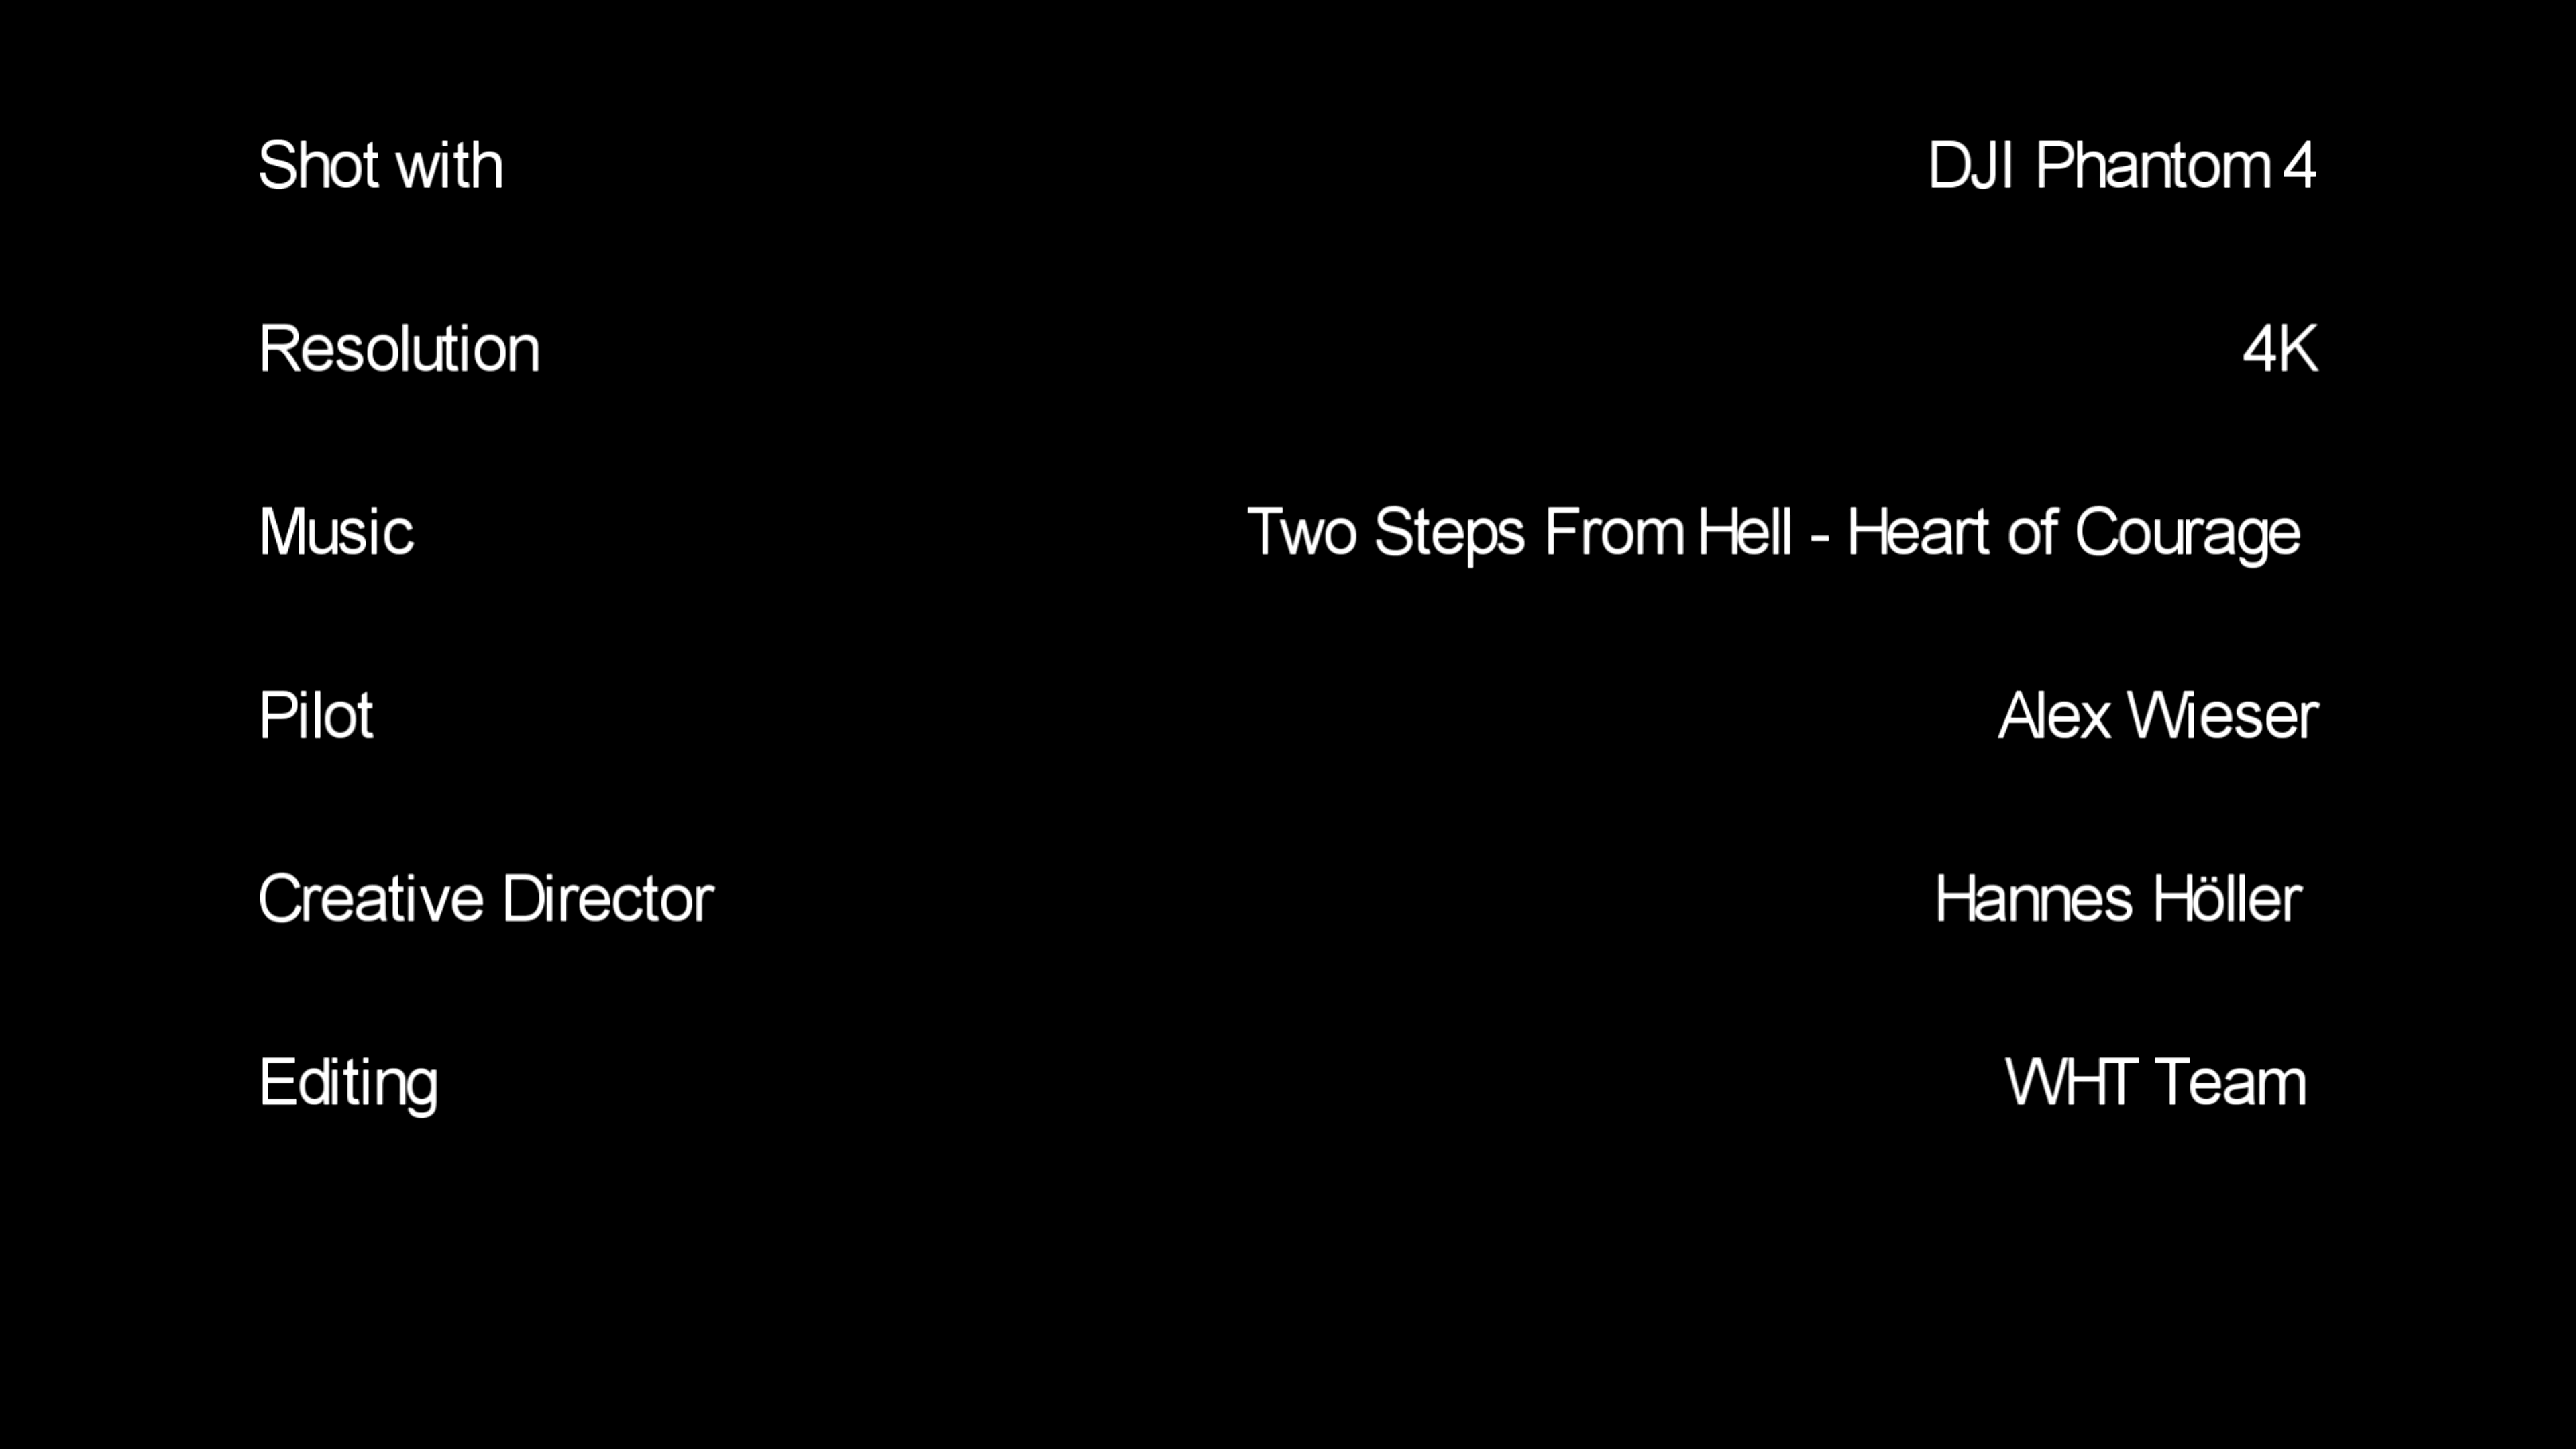 Shot with DJI Phantom 4
Resolution 4K
Music Two Steps From Hell - Heart of Courage
Pilot Alex Wieser
Creative Director Hannes Höller
Editing WHT Team